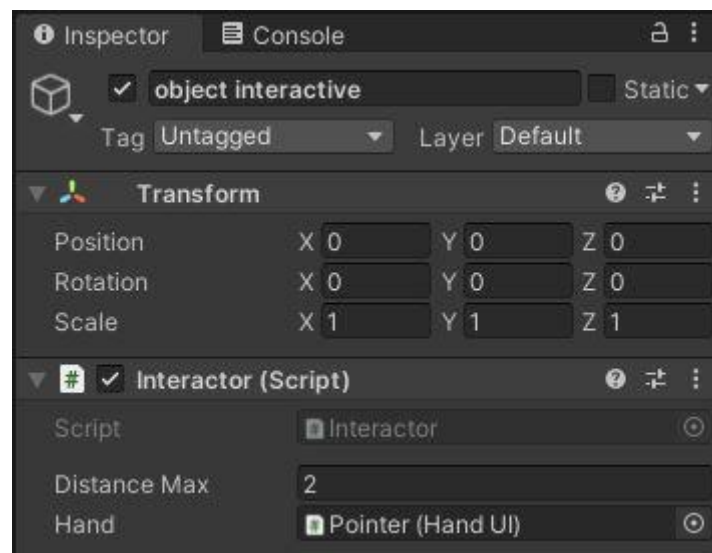 Inspector Console
object interactive Static
Tag Untagged Layer Default
Transform
Position X 0 Y 0 Z 0
Rotation X 0 Y 0 Z 0
Scale X 1 Y 1 Z 1
# Interactor (Script)
Script Interactor
Distance Max 2
Hand Pointer (Hand UI)